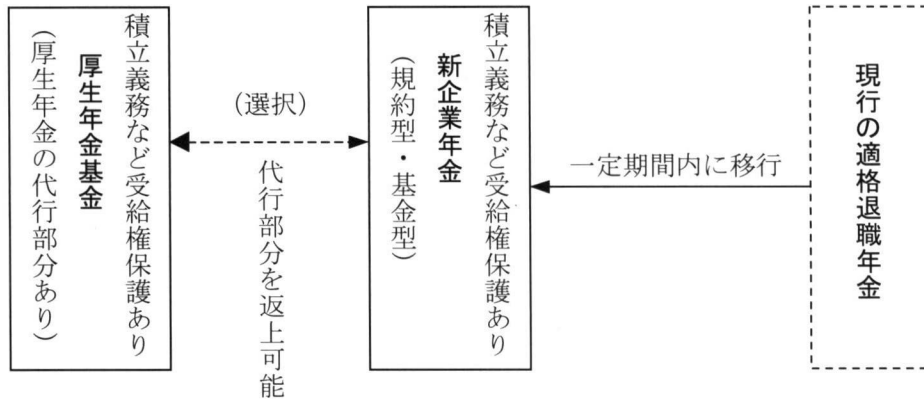 現行の適格退職年金
一定期間内に移行
積立義務など受給権保護あり
新企業年金
(規約型・基金型)
(選択)
代行部分を返上可能
積立義務など受給権保護あり
厚生年金基金
(厚生年金の代行部分あり)